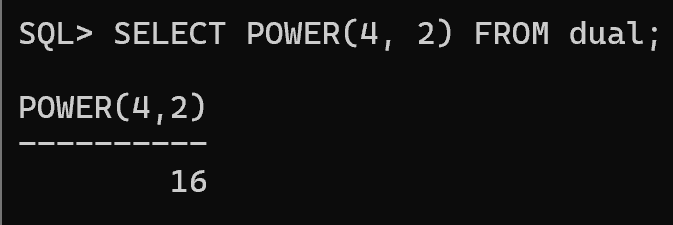 SQL> SELECT POWER(4, 2) FROM dual;
POWER(4,2)
----------
16